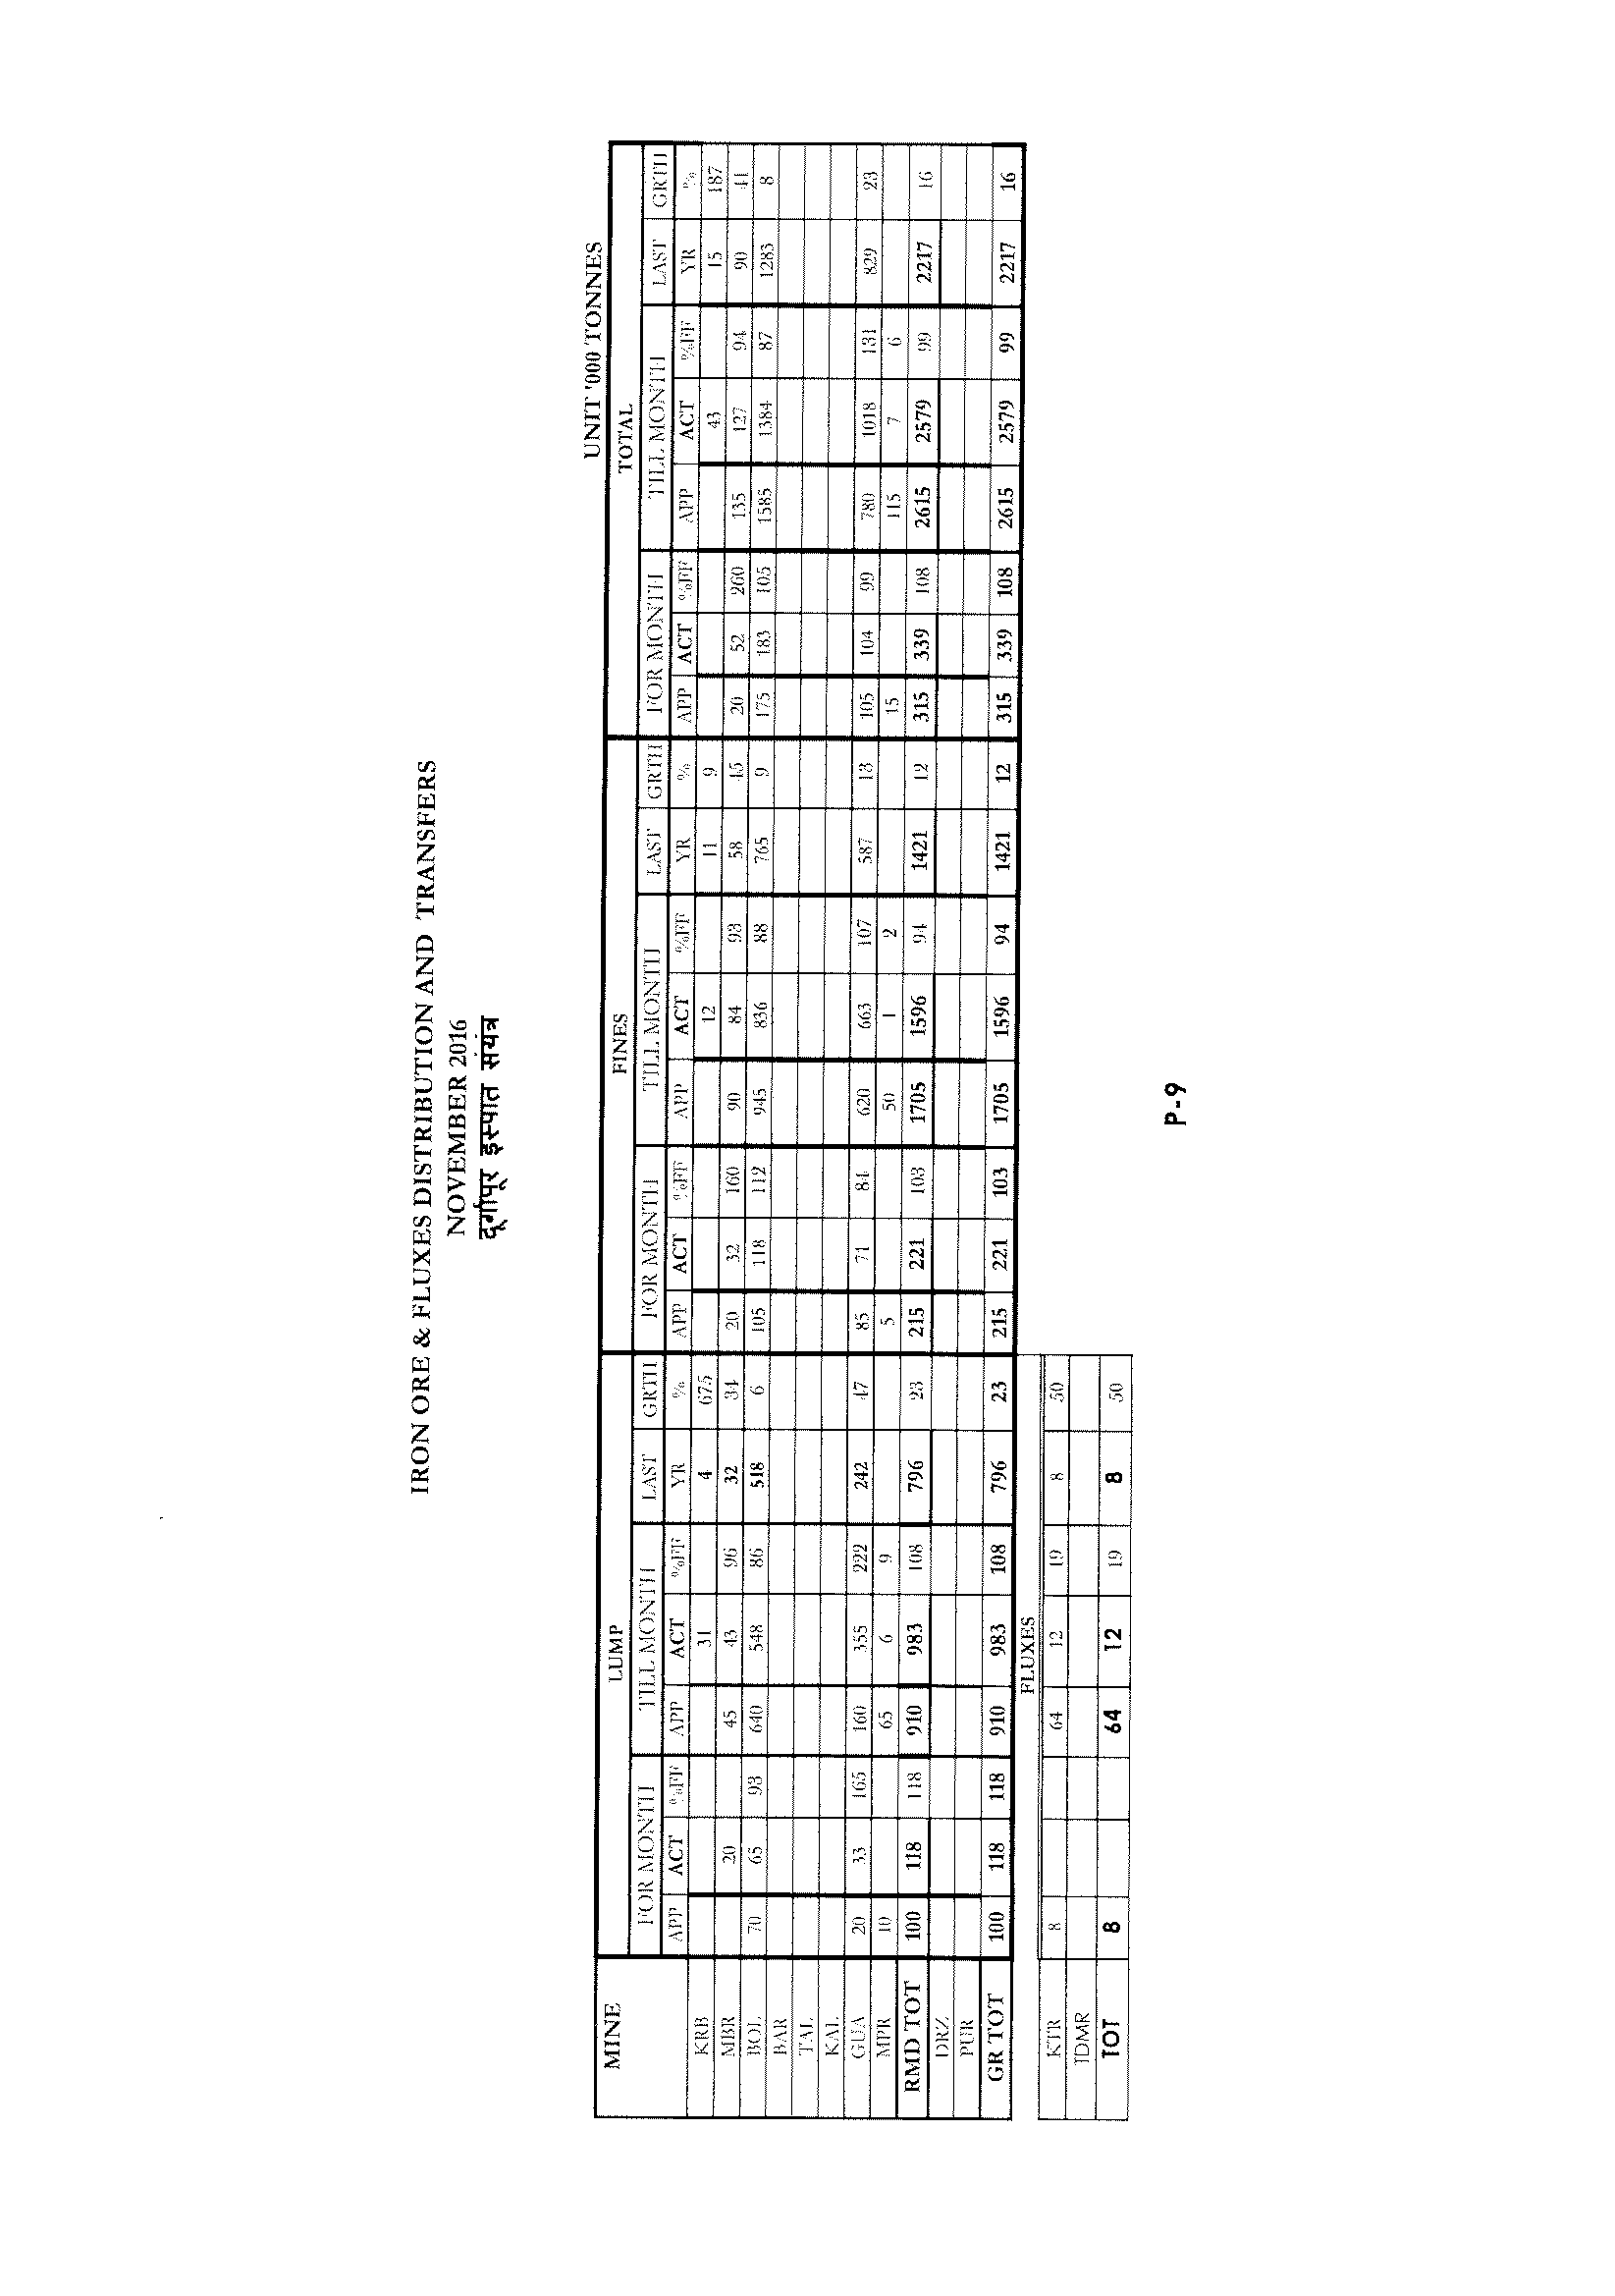 IRON ORE & FLUXES DISTRIBUTION AND TRANSFERS
NOVEMBER 2016
दूर्गापूर इस्पात संयंत्र
UNIT '000 TONNES
MINE LUMP FINES TOTAL
FOR MONTH TILL MONTH LAST GRTH FOR MONTH TILL MONTH LAST GRTH FOR MONTH TILL MONTH LAST GRTH
APP ACT %FF APP ACT %FF YR % APP ACT %FF APP ACT %FF YR % APP ACT %FF APP ACT %FF YR %
KRB 31 4 675 12 11 9 43 15 187
MBR 20 45 43 96 32 34 20 32 160 90 84 93 58 45 20 52 260 135 127 94 90 41
BOL 70 65 93 640 548 86 518 6 105 118 112 945 836 88 765 9 175 183 105 1585 1384 87 1283 8
BAR
TAL
KAL
GUA 20 33 165 160 355 222 242 47 85 71 84 620 663 107 587 13 105 104 99 780 1018 131 829 23
MPR 10 65 6 9 5 50 1 2 15 115 7 6
RMD TOT 100 118 118 910 983 108 796 23 215 221 103 1705 1596 94 1421 12 315 339 108 2615 2579 99 2217 16
DRZ
PUR
GR TOT 100 118 118 910 983 108 796 23 215 221 103 1705 1596 94 1421 12 315 339 108 2615 2579 99 2217 16
FLUXES
KTR 8 64 12 19 8 50
TDMR
TOT 8 64 12 19 8 50
P-9